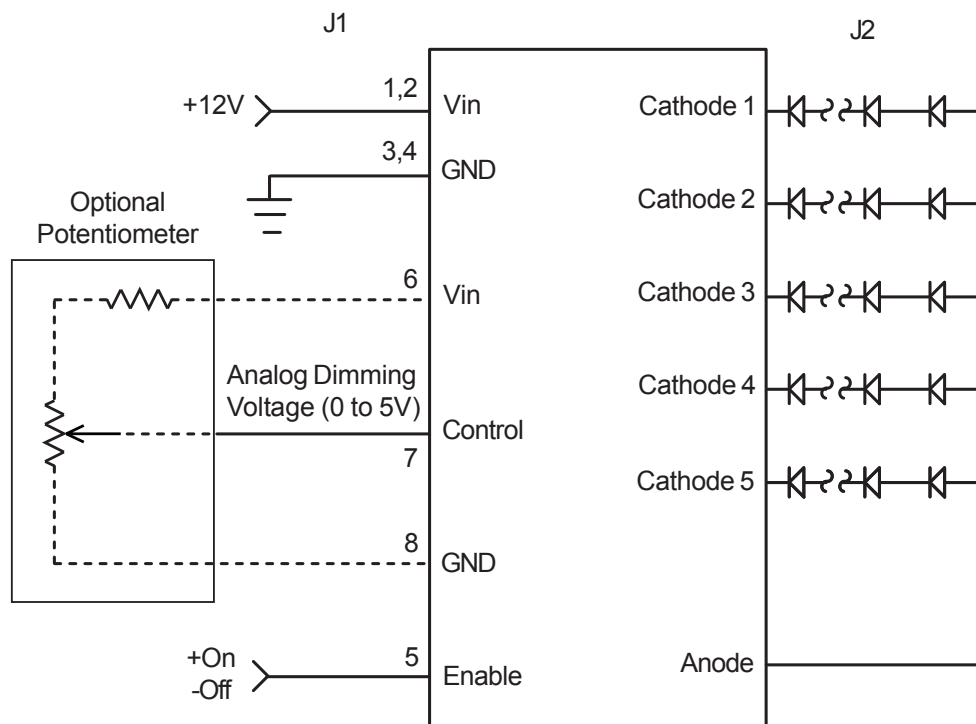 J1
J2
+12V
1,2
Vin
Cathode 1
3,4
GND
Optional
Potentiometer
Cathode 2
6
Vin
Cathode 3
Analog Dimming
Voltage (0 to 5V)
Control
7
Cathode 4
Cathode 5
8
GND
+On
-Off
5
Enable
Anode